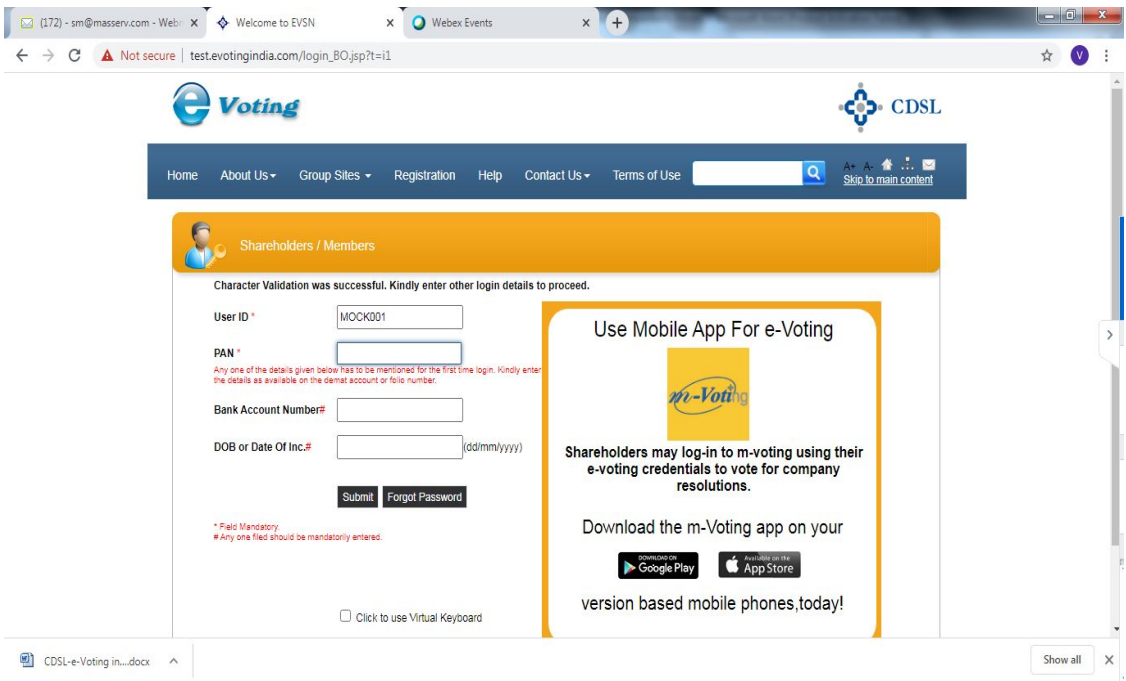 (172) - sm@masserv.com - Web
Welcome to EVSN
Webex Events
Not secure | test.evotingindia.com/login_BO.jsp?t=i1
V
e Voting
CDSL
Home About Us Group Sites Registration Help Contact Us Terms of Use
A+ A-
Skip to main content
Shareholders / Members
Character Validation was successful. Kindly enter other login details to proceed.
User ID *
MOCK001
PAN *
Any one of the details given below has to be mentioned for the first time login. Kindly enter
the details as available on the demat account or folio number.
Bank Account Number#
DOB or Date Of Inc.#
(dd/mm/yyyy)
Submit Forgot Password
* Field Mandatory.
# Any one filed should be mandatorily entered.
Click to use Virtual Keyboard
Use Mobile App For e-Voting
m-Voting
Shareholders may log-in to m-voting using their
e-voting credentials to vote for company
resolutions.
Download the m-Voting app on your
DOWNLOAD ON
Google Play
Available on the
App Store
version based mobile phones,today!
CDSL-e-Voting in....docx
Show all